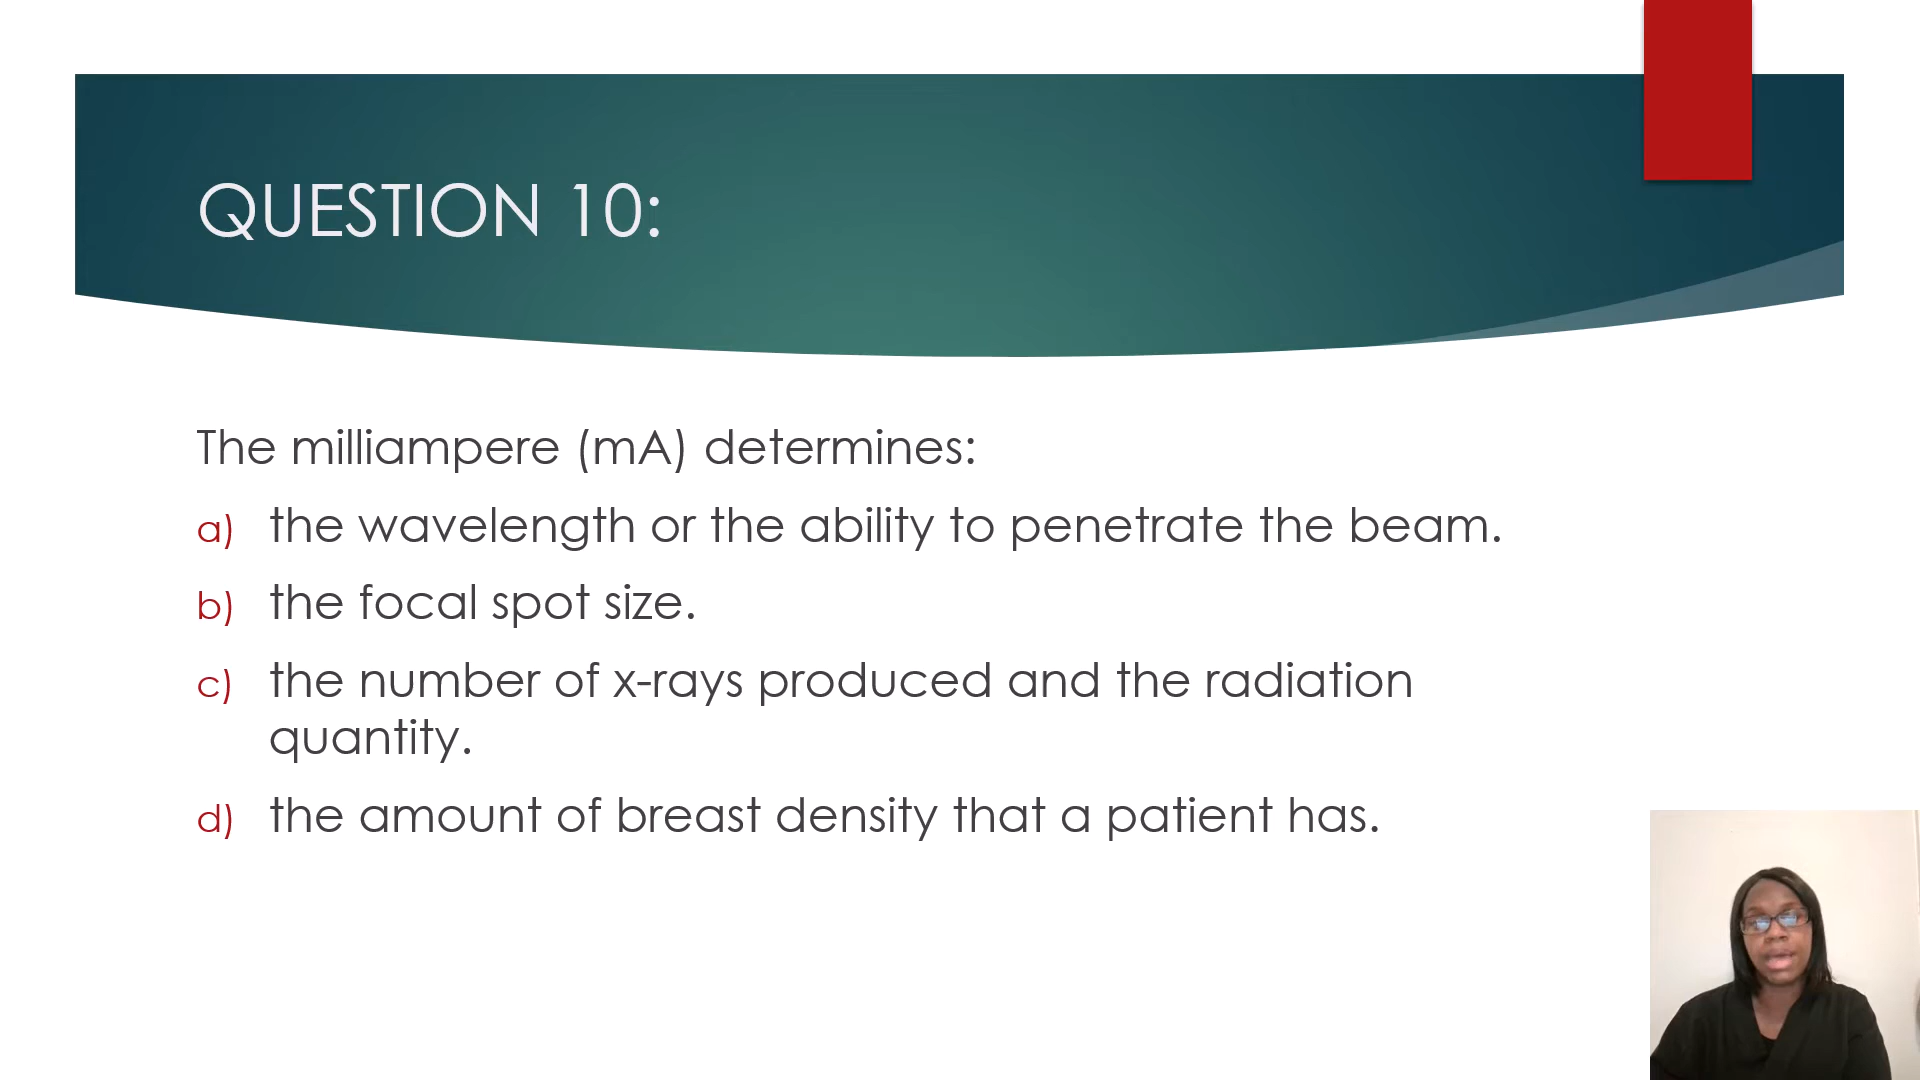 QUESTION 10:
The milliampere (mA) determines:
a) the wavelength or the ability to penetrate the beam.
b) the focal spot size.
c) the number of x-rays produced and the radiation
quantity.
d) the amount of breast density that a patient has.